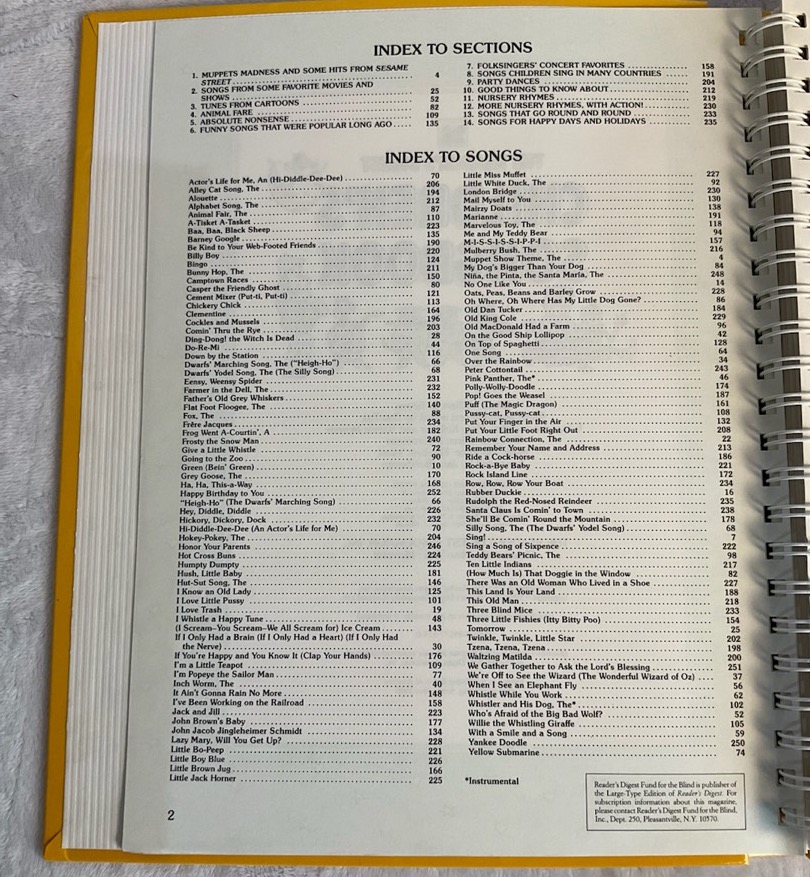 INDEX TO SECTIONS
1. MUPPETS MADNESS AND SOME HITS FROM SESAME
STREET 4
2. SONGS FROM SOME FAVORITE MOVIES AND
SHOWS 25
3. TUNES FROM CARTOONS 52
4. ANIMAL FARE 82
5. ABSOLUTE NONSENSE 109
6. FUNNY SONGS THAT WERE POPULAR LONG AGO 135
7. FOLKSINGERS' CONCERT FAVORITES 158
8. SONGS CHILDREN SING IN MANY COUNTRIES 191
9. PARTY DANCES 204
10. GOOD THINGS TO KNOW ABOUT 212
11. NURSERY RHYMES 219
12. MORE NURSERY RHYMES, WITH ACTION! 230
13. SONGS THAT GO ROUND AND ROUND 233
14. SONGS FOR HAPPY DAYS AND HOLIDAYS 235
INDEX TO SONGS
Actor's Life for Me, An (Hi-Diddle-Dee-Dee) 70
Alley Cat Song, The 206
Alouette 194
Alphabet Song, The 212
Animal Fair, The 87
A-Tisket A-Tasket 110
Baa, Baa, Black Sheep 223
Barney Google 135
Be Kind to Your Web-Footed Friends 190
Billy Boy 220
Bingo 124
Bunny Hop, The 211
Camptown Races 150
Casper the Friendly Ghost 80
Cement Mixer (Put-ti, Put-ti) 121
Chickery Chick 113
Clementine 164
Cockles and Mussels 196
Comin' Thru the Rye 203
Ding-Dong! the Witch Is Dead 28
Do-Re-Mi 44
Down by the Station 116
Dwarfs' Marching Song, The ("Heigh-Ho") 66
Dwarfs' Yodel Song, The (The Silly Song) 68
Eensy, Weensy Spider 231
Farmer in the Dell, The 232
Father's Old Grey Whiskers 152
Flat Foot Floogee, The 140
Fox, The 88
Frère Jacques 234
Frog Went A-Courtin', A 182
Frosty the Snow Man 240
Give a Little Whistle 72
Going to the Zoo 90
Green (Bein' Green) 10
Grey Goose, The 170
Ha, Ha, This-a-Way 168
Happy Birthday to You 252
"Heigh-Ho" (The Dwarfs' Marching Song) 66
Hey, Diddle, Diddle 226
Hickory, Dickory, Dock 232
Hi-Diddle-Dee-Dee (An Actor's Life for Me) 70
Hokey-Pokey, The 204
Honor Your Parents 246
Hot Cross Buns 224
Humpty Dumpty 225
Hush, Little Baby 181
Hut-Sut Song, The 146
I Know an Old Lady 125
I Love Little Pussy 101
I Love Trash 19
I Whistle a Happy Tune 48
(I Scream–You Scream–We All Scream for) Ice Cream 143
If I Only Had a Brain (If I Only Had a Heart) (If I Only Had
the Nerve) 30
If You're Happy and You Know It (Clap Your Hands) 176
I'm a Little Teapot 109
I'm Popeye the Sailor Man 77
Inch Worm, The 40
It Ain't Gonna Rain No More 148
I've Been Working on the Railroad 158
Jack and Jill 223
John Brown's Baby 177
John Jacob Jingleheimer Schmidt 134
Lazy Mary, Will You Get Up? 228
Little Bo-Peep 221
Little Boy Blue 226
Little Brown Jug 166
Little Jack Horner 225
Little Miss Muffet 227
Little White Duck, The 92
London Bridge 230
Mail Myself to You 130
Mairzy Doats 138
Marianne 191
Marvelous Toy, The 118
Me and My Teddy Bear 94
M-I-S-S-I-S-S-I-P-P-I 157
Mulberry Bush, The 216
Muppet Show Theme, The 4
My Dog's Bigger Than Your Dog 84
Niña, the Pinta, the Santa María, The 248
No One Like You 14
Oats, Peas, Beans and Barley Grow 228
Oh Where, Oh Where Has My Little Dog Gone? 86
Old Dan Tucker 184
Old King Cole 229
Old MacDonald Had a Farm 96
On the Good Ship Lollipop 42
On Top of Spaghetti 128
One Song 64
Over the Rainbow 34
Peter Cottontail 243
Pink Panther, The* 46
Polly-Wolly-Doodle 174
Pop! Goes the Weasel 187
Puff (The Magic Dragon) 161
Pussy-cat, Pussy-cat 108
Put Your Finger in the Air 132
Put Your Little Foot Right Out 208
Rainbow Connection, The 22
Remember Your Name and Address 213
Ride a Cock-horse 186
Rock-a-Bye Baby 221
Rock Island Line 172
Row, Row, Row Your Boat 234
Rubber Duckie 16
Rudolph the Red-Nosed Reindeer 235
Santa Claus Is Comin' to Town 238
She'll Be Comin' Round the Mountain 178
Silly Song, The (The Dwarfs' Yodel Song) 68
Sing! 7
Sing a Song of Sixpence 222
Teddy Bears' Picnic, The 98
Ten Little Indians 217
(How Much Is) That Doggie in the Window 82
There Was an Old Woman Who Lived in a Shoe 227
This Land Is Your Land 188
This Old Man 218
Three Blind Mice 233
Three Little Fishies (Itty Bitty Poo) 154
Tomorrow 25
Twinkle, Twinkle, Little Star 202
Tzena, Tzena, Tzena 198
Waltzing Matilda 200
We Gather Together to Ask the Lord's Blessing 251
We're Off to See the Wizard (The Wonderful Wizard of Oz) 37
When I See an Elephant Fly 56
Whistle While You Work 62
Whistler and His Dog, The* 102
Who's Afraid of the Big Bad Wolf? 52
Willie the Whistling Giraffe 105
With a Smile and a Song 59
Yankee Doodle 250
Yellow Submarine 74
*Instrumental
Reader's Digest Fund for the Blind is publisher of
the Large-Type Edition of Reader's Digest. For
subscription information about this magazine,
please contact Reader's Digest Fund for the Blind,
Inc., Dept. 250, Pleasantville, N.Y. 10570.
2